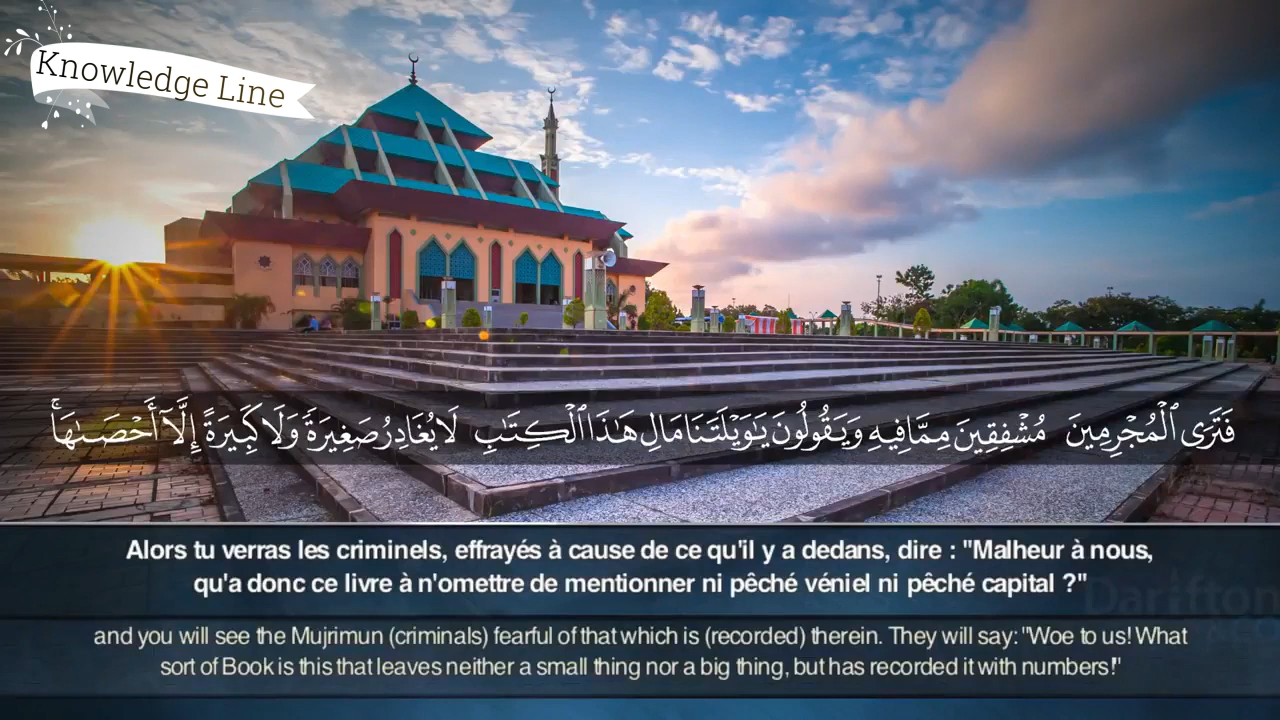 Knowledge Line
فَتَرَى ٱلْمُجْرِمِينَ مُشْفِقِينَ مِمَّا فِيهِ وَيَقُولُونَ يَٰوَيْلَتَنَا مَالِ هَٰذَا ٱلْكِتَٰبِ لَا يُغَادِرُ صَغِيرَةً وَلَا كَبِيرَةً إِلَّآ أَحْصَىٰهَا ۚ
Alors tu verras les criminels, effrayés à cause de ce qu'il y a dedans, dire : "Malheur à nous,
qu'a donc ce livre à n'omettre de mentionner ni pêché véniel ni pêché capital ?"
and you will see the Mujrimun (criminals) fearful of that which is (recorded) therein. They will say: "Woe to us! What
sort of Book is this that leaves neither a small thing nor a big thing, but has recorded it with numbers!"